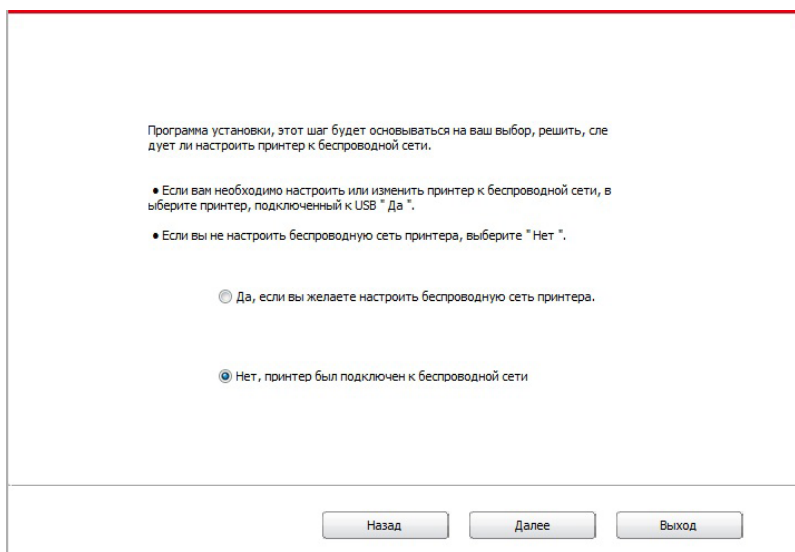 Программа установки, этот шаг будет основываться на ваш выбор, решить, сле
дует ли настроить принтер к беспроводной сети.
• Если вам необходимо настроить или изменить принтер к беспроводной сети, в
ыберите принтер, подключенный к USB " Да ".
• Если вы не настроить беспроводную сеть принтера, выберите " Нет ".
Да, если вы желаете настроить беспроводную сеть принтера.
Нет, принтер был подключен к беспроводной сети
Назад Далее Выход